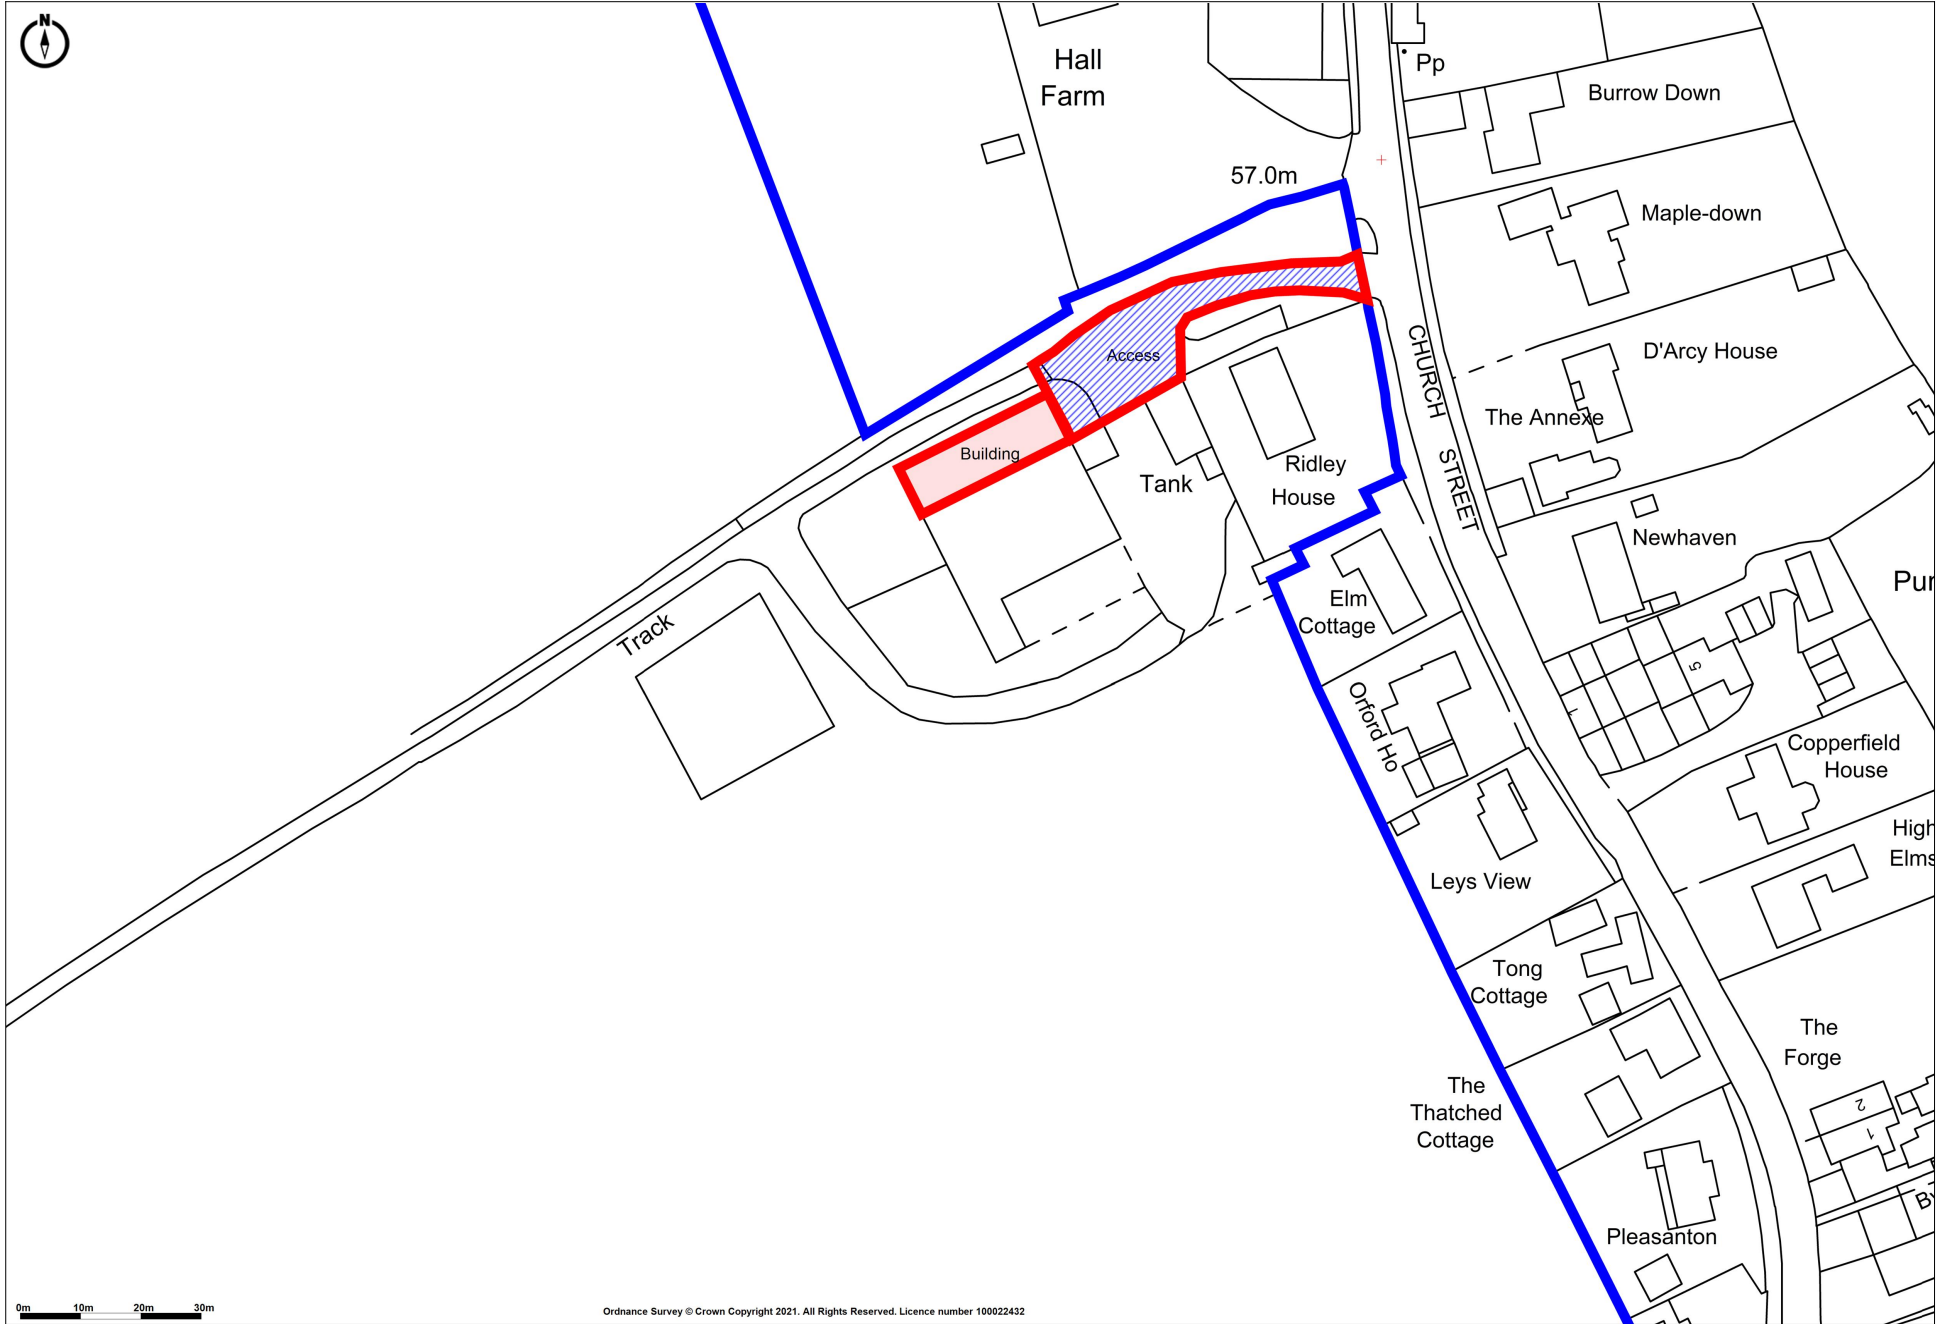 N
Hall
Farm
Pp
Burrow Down
57.0m
Maple-down
CHURCH STREET
D'Arcy House
Access
The Annexe
Building
Ridley
House
Tank
Newhaven
Pur
Elm
Cottage
Track
5
Orford Ho
Copperfield
House
High
Elms
Leys View
Tong
Cottage
The
Forge
The
Thatched
Cottage
2
1
By
Pleasanton
0m 10m 20m 30m
Ordnance Survey © Crown Copyright 2021. All Rights Reserved. Licence number 100022432